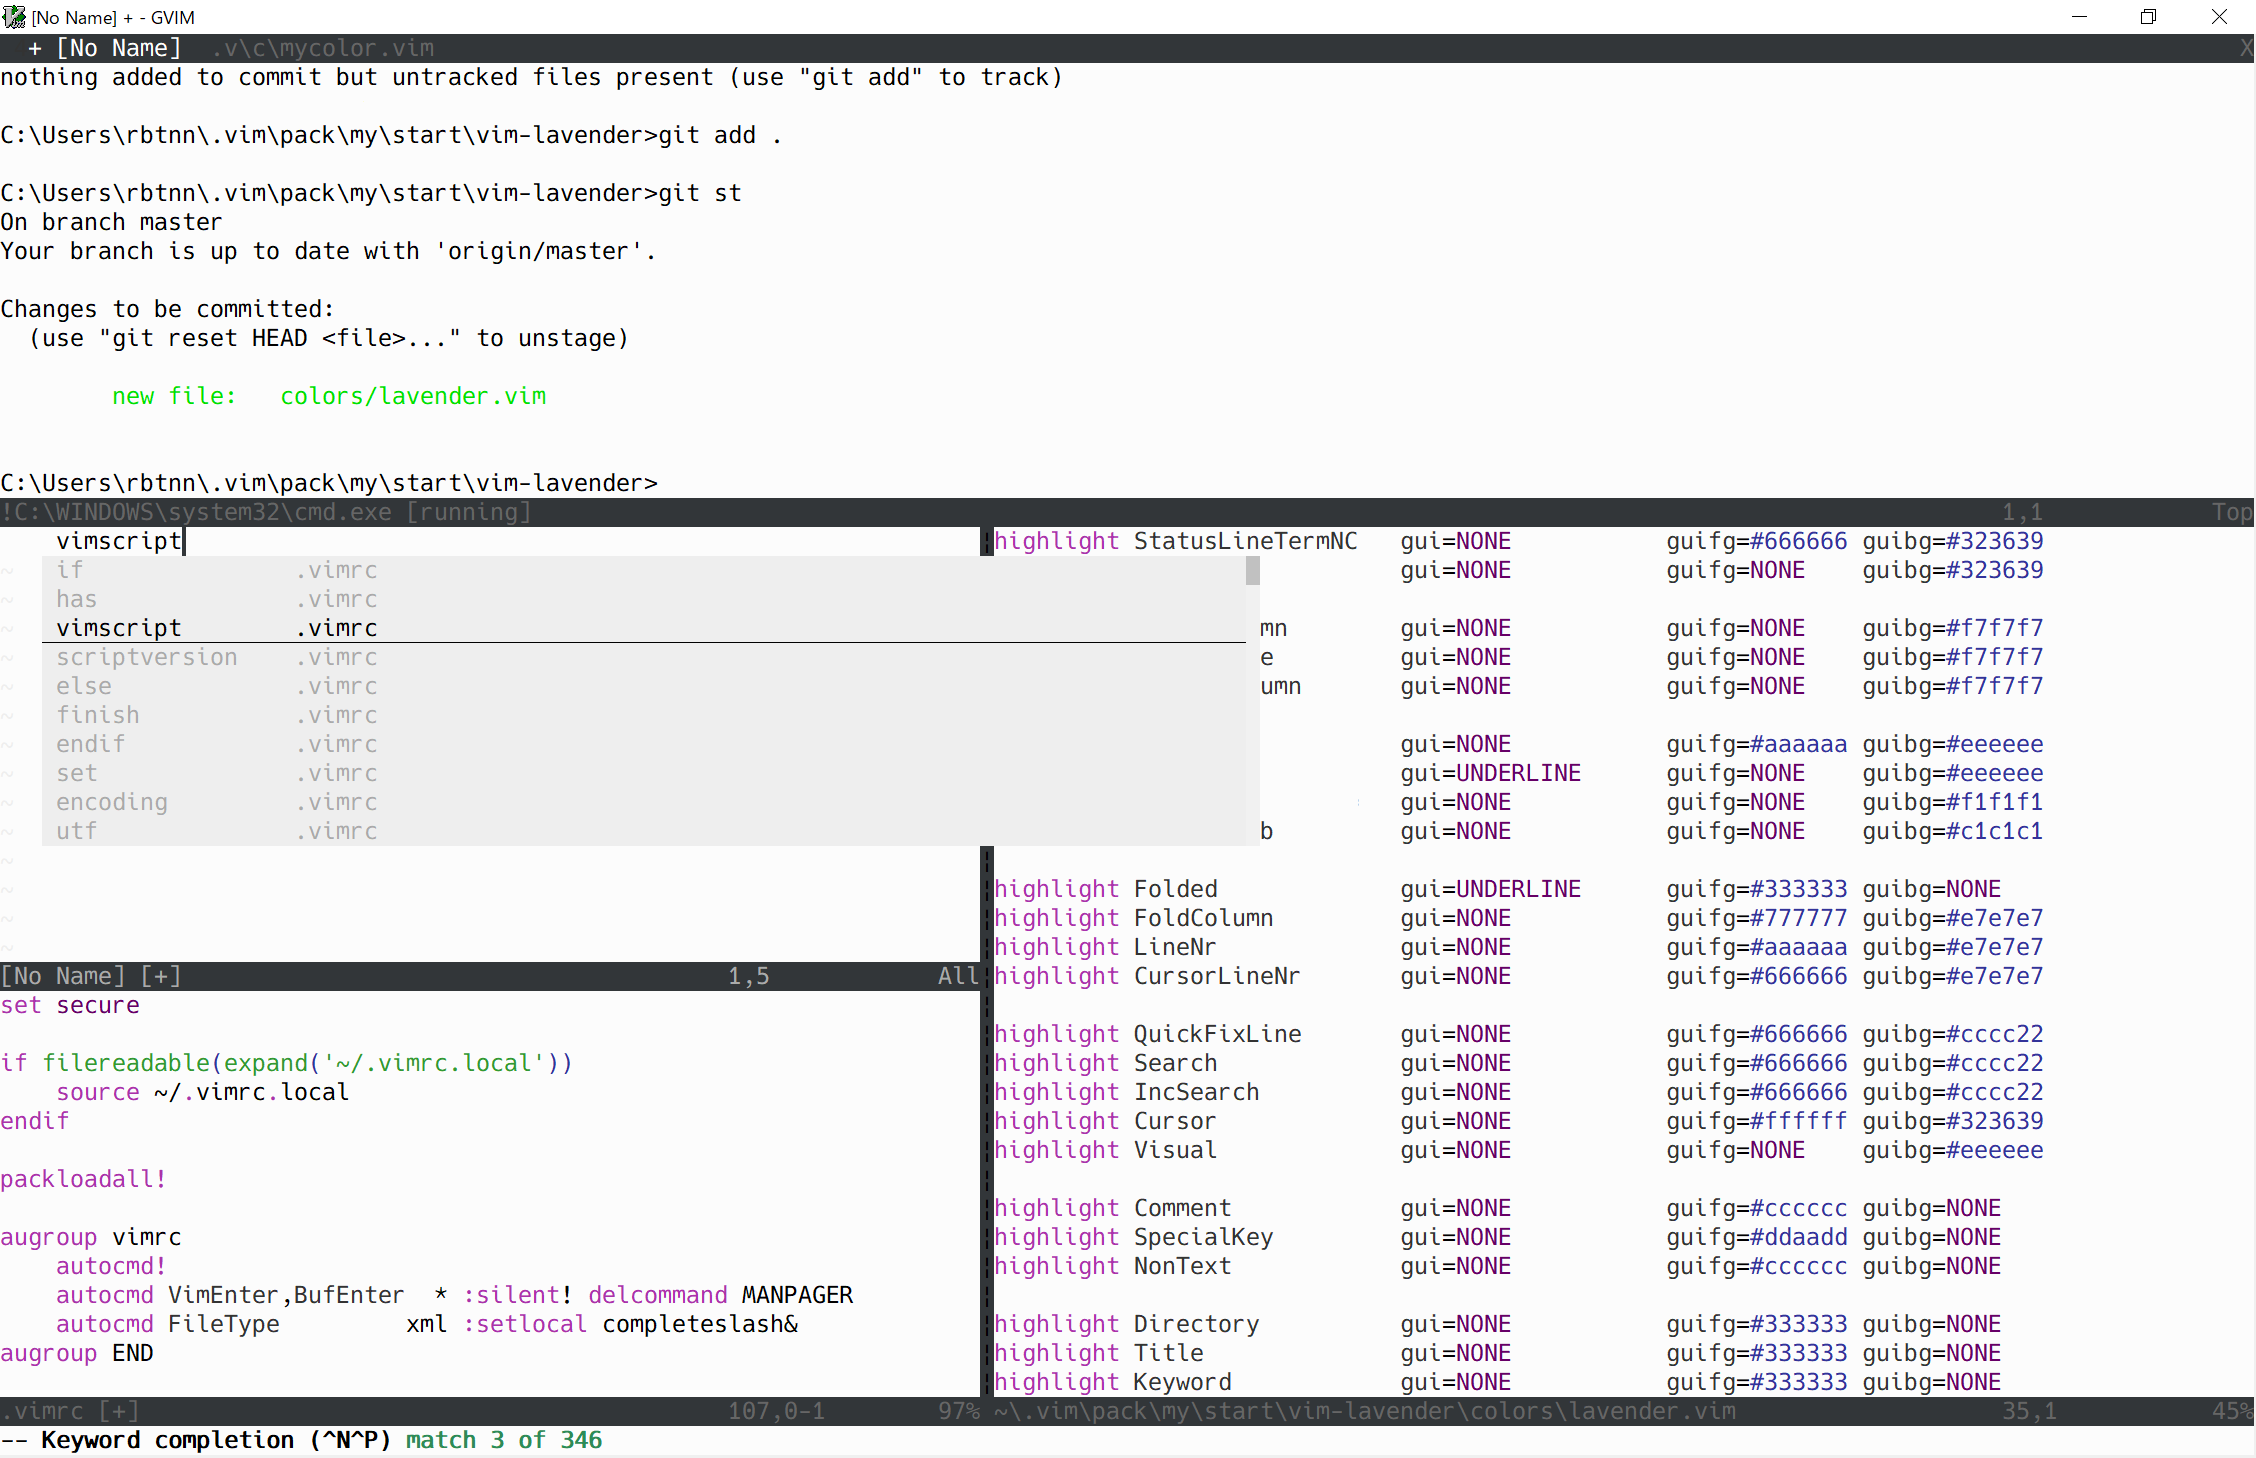 [No Name] + - GVIM
+ [No Name]  .v\c\mycolor.vim X
nothing added to commit but untracked files present (use "git add" to track)
C:\Users\rbtnn\.vim\pack\my\start\vim-lavender>git add .
C:\Users\rbtnn\.vim\pack\my\start\vim-lavender>git st
On branch master
Your branch is up to date with 'origin/master'.
Changes to be committed:
  (use "git reset HEAD <file>..." to unstage)
        new file:   colors/lavender.vim
C:\Users\rbtnn\.vim\pack\my\start\vim-lavender>
!C:\WINDOWS\system32\cmd.exe [running] 1,1 Top
    vimscript
~   if               .vimrc
~   has              .vimrc
~   vimscript        .vimrc
~   scriptversion    .vimrc
~   else             .vimrc
~   finish           .vimrc
~   endif            .vimrc
~   set              .vimrc
~   encoding         .vimrc
~   utf              .vimrc
~
~
~
~
[No Name] [+] 1,5 All
set secure
if filereadable(expand('~/.vimrc.local'))
    source ~/.vimrc.local
endif
packloadall!
augroup vimrc
    autocmd!
    autocmd VimEnter,BufEnter  * :silent! delcommand MANPAGER
    autocmd FileType         xml :setlocal completeslash&
augroup END
.vimrc [+] 107,0-1 97%
highlight StatusLineTermNC   gui=NONE           guifg=#666666 guibg=#323639
gui=NONE           guifg=NONE    guibg=#323639
mn        gui=NONE           guifg=NONE    guibg=#f7f7f7
e         gui=NONE           guifg=NONE    guibg=#f7f7f7
umn       gui=NONE           guifg=NONE    guibg=#f7f7f7
gui=NONE           guifg=#aaaaaa guibg=#eeeeee
gui=UNDERLINE      guifg=NONE    guibg=#eeeeee
gui=NONE           guifg=NONE    guibg=#f1f1f1
b         gui=NONE           guifg=NONE    guibg=#c1c1c1
highlight Folded             gui=UNDERLINE      guifg=#333333 guibg=NONE
highlight FoldColumn         gui=NONE           guifg=#777777 guibg=#e7e7e7
highlight LineNr             gui=NONE           guifg=#aaaaaa guibg=#e7e7e7
highlight CursorLineNr       gui=NONE           guifg=#666666 guibg=#e7e7e7
highlight QuickFixLine       gui=NONE           guifg=#666666 guibg=#cccc22
highlight Search             gui=NONE           guifg=#666666 guibg=#cccc22
highlight IncSearch          gui=NONE           guifg=#666666 guibg=#cccc22
highlight Cursor             gui=NONE           guifg=#ffffff guibg=#323639
highlight Visual             gui=NONE           guifg=NONE    guibg=#eeeeee
highlight Comment            gui=NONE           guifg=#cccccc guibg=NONE
highlight SpecialKey         gui=NONE           guifg=#ddaadd guibg=NONE
highlight NonText            gui=NONE           guifg=#cccccc guibg=NONE
highlight Directory          gui=NONE           guifg=#333333 guibg=NONE
highlight Title              gui=NONE           guifg=#333333 guibg=NONE
highlight Keyword            gui=NONE           guifg=#333333 guibg=NONE
~\.vim\pack\my\start\vim-lavender\colors\lavender.vim 35,1 45%
-- Keyword completion (^N^P) match 3 of 346